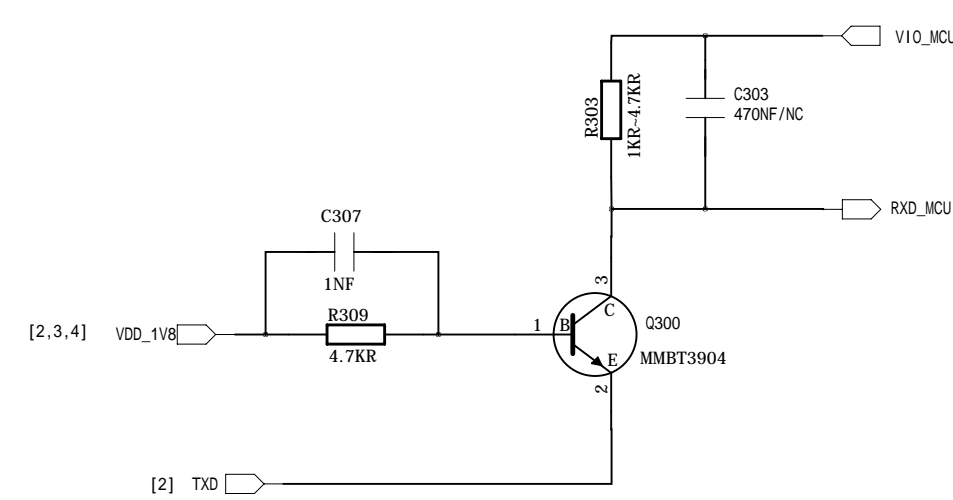 VIO_MCU
R303
1KR~4.7KR
C303
470NF/NC
RXD_MCU
C307
1NF
3
C
R309
4.7KR
[2,3,4] VDD_1V8
1
B
Q300
MMBT3904
E
2
[2] TXD